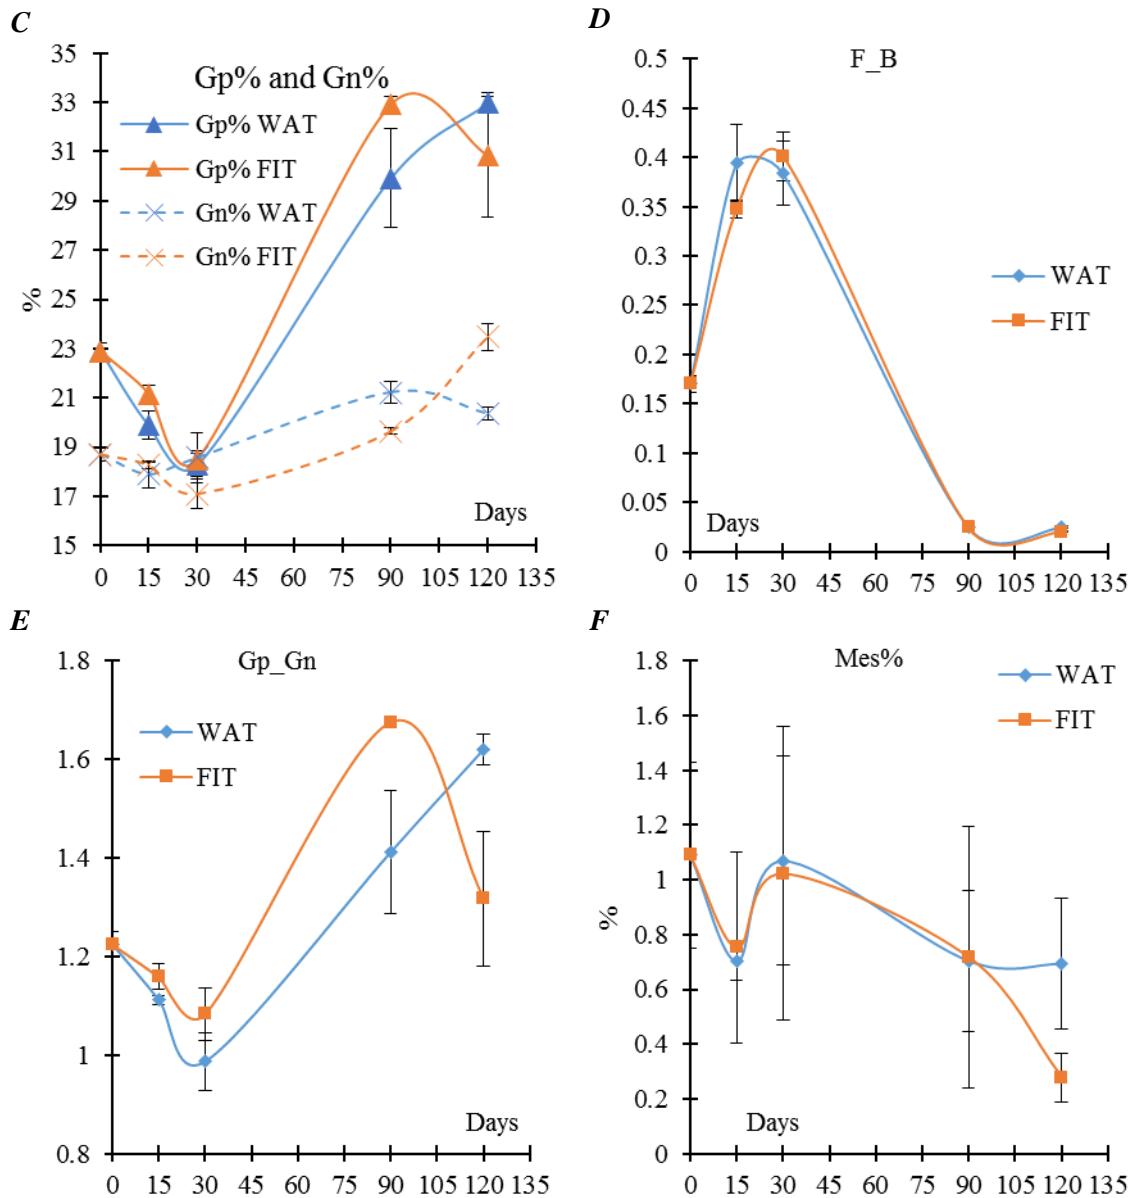 C
Gp% and Gn%
Gp% WAT
Gp% FIT
Gn% WAT
Gn% FIT
%
35
33
31
29
27
25
23
21
19
17
15
Days
0 15 30 45 60 75 90 105 120 135
D
F_B
0.5
0.45
0.4
0.35
0.3
0.25
0.2
0.15
0.1
0.05
0
WAT
FIT
Days
0 15 30 45 60 75 90 105 120 135
E
Gp_Gn
1.8
1.6
1.4
1.2
1
0.8
WAT
FIT
Days
0 15 30 45 60 75 90 105 120 135
F
Mes%
WAT
FIT
%
1.8
1.6
1.4
1.2
1
0.8
0.6
0.4
0.2
0
Days
0 15 30 45 60 75 90 105 120 135